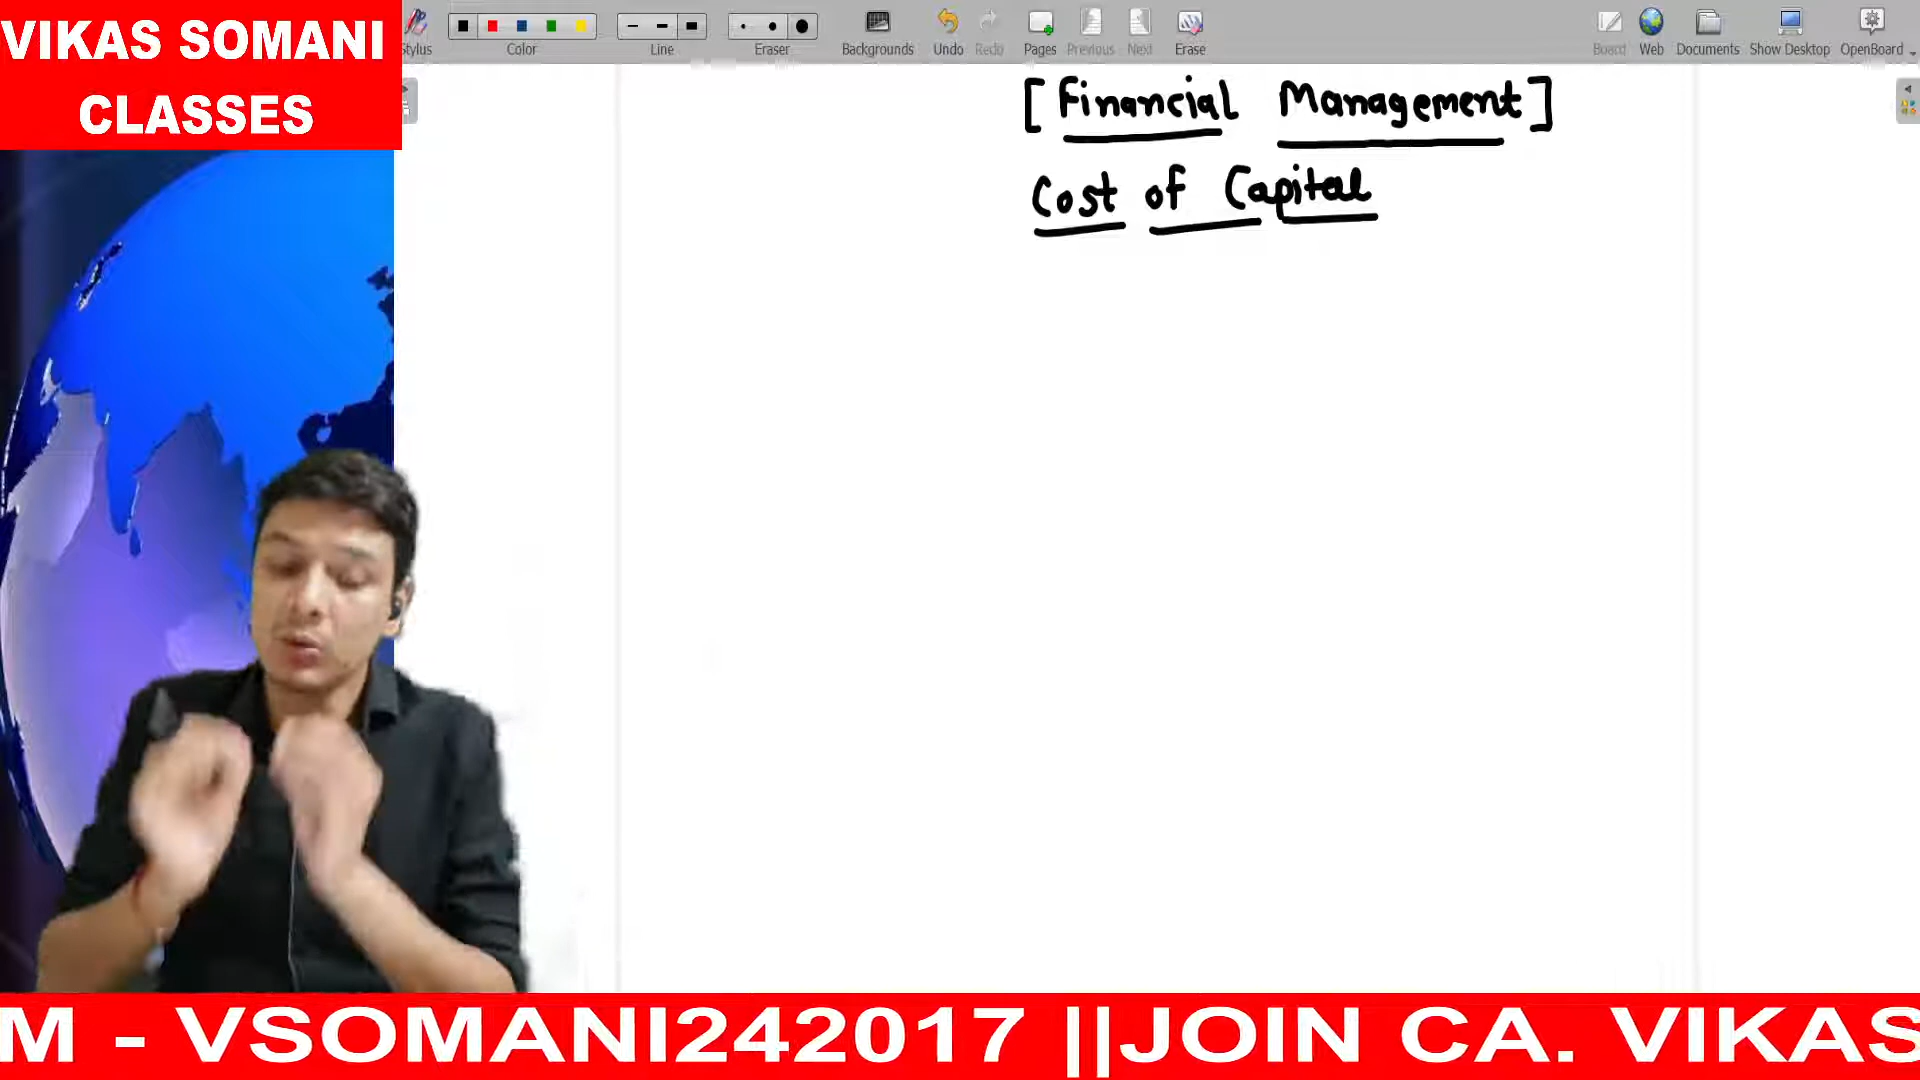 VIKAS SOMANI
CLASSES
Stylus
Color
Line
Eraser
Backgrounds
Undo
Redo
Pages
Previous
Next
Erase
Board
Web
Documents
Show Desktop
OpenBoard
[Financial Management]
Cost of Capital
M - VSOMANI242017 ||JOIN CA. VIKAS